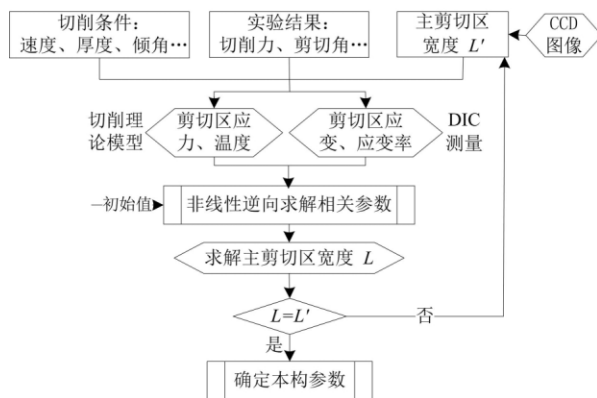 切削条件：
速度、厚度、倾角…
实验结果：
切削力、剪切角…
主剪切区
宽度 L′
CCD
图像
切削理
论模型
剪切区应
力、温度
剪切区应
变、应变率
DIC
测量
初始值
非线性逆向求解相关参数
求解主剪切区宽度 L
L=L′
否
是
确定本构参数